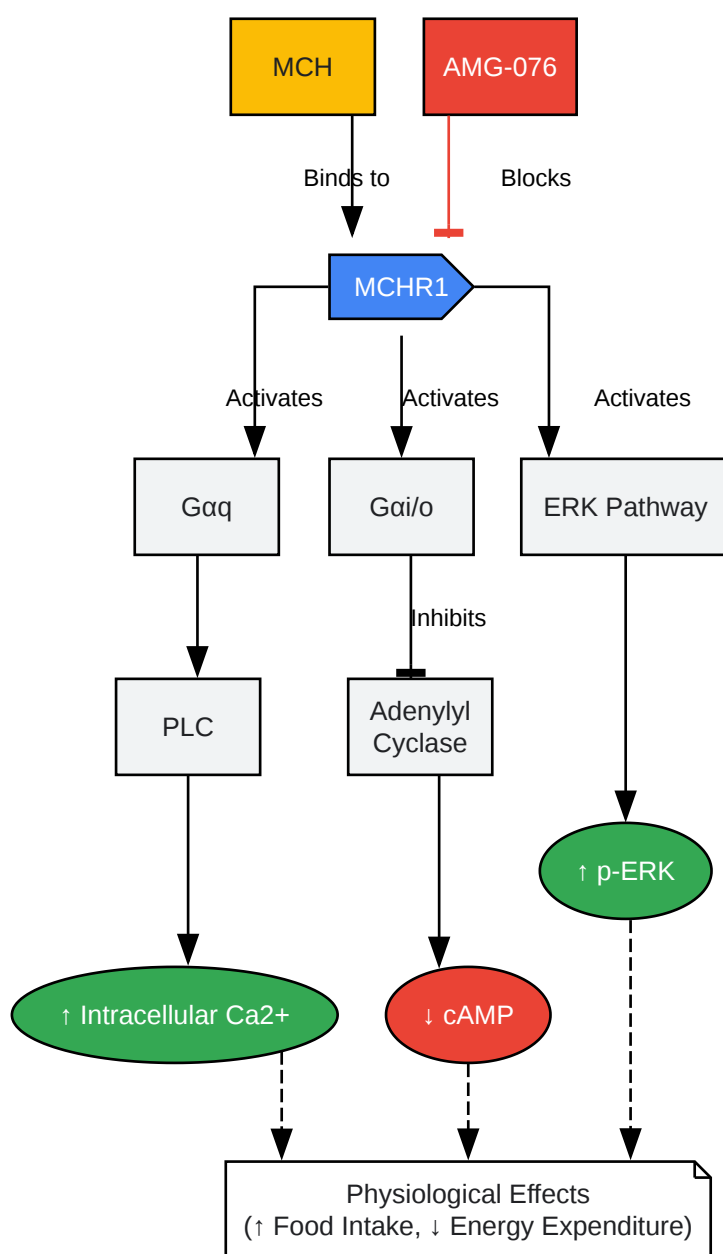 MCH
AMG-076
Binds to
Blocks
MCHR1
Activates
Activates
Activates
Gαq
Gαi/o
ERK Pathway
Inhibits
PLC
Adenylyl
Cyclase
↑ p-ERK
↑ Intracellular Ca2+
↓ cAMP
Physiological Effects
(↑ Food Intake, ↓ Energy Expenditure)